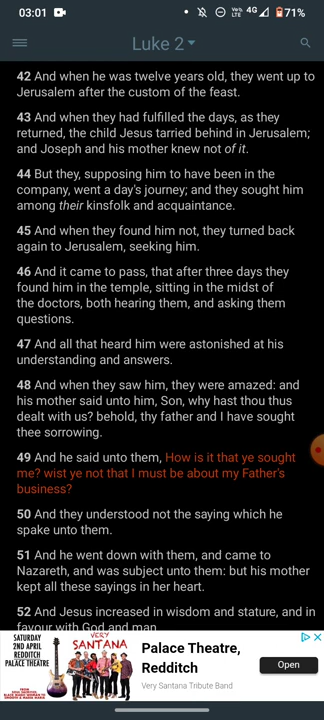 03:01
Vo) LTE 4G 71%
Luke 2
42 And when he was twelve years old, they went up to
Jerusalem after the custom of the feast.
43 And when they had fulfilled the days, as they
returned, the child Jesus tarried behind in Jerusalem;
and Joseph and his mother knew not of it.
44 But they, supposing him to have been in the
company, went a day's journey; and they sought him
among their kinsfolk and acquaintance.
45 And when they found him not, they turned back
again to Jerusalem, seeking him.
46 And it came to pass, that after three days they
found him in the temple, sitting in the midst of
the doctors, both hearing them, and asking them
questions.
47 And all that heard him were astonished at his
understanding and answers.
48 And when they saw him, they were amazed: and
his mother said unto him, Son, why hast thou thus
dealt with us? behold, thy father and I have sought
thee sorrowing.
49 And he said unto them, How is it that ye sought
me? wist ye not that I must be about my Father's
business?
50 And they understood not the saying which he
spake unto them.
51 And he went down with them, and came to
Nazareth, and was subject unto them: but his mother
kept all these sayings in her heart.
52 And Jesus increased in wisdom and stature, and in
favour with God and man.
SATURDAY
2ND APRIL
REDDITCH
PALACE THEATRE
VERY
SANTANA
Palace Theatre,
Redditch
Very Santana Tribute Band
Open